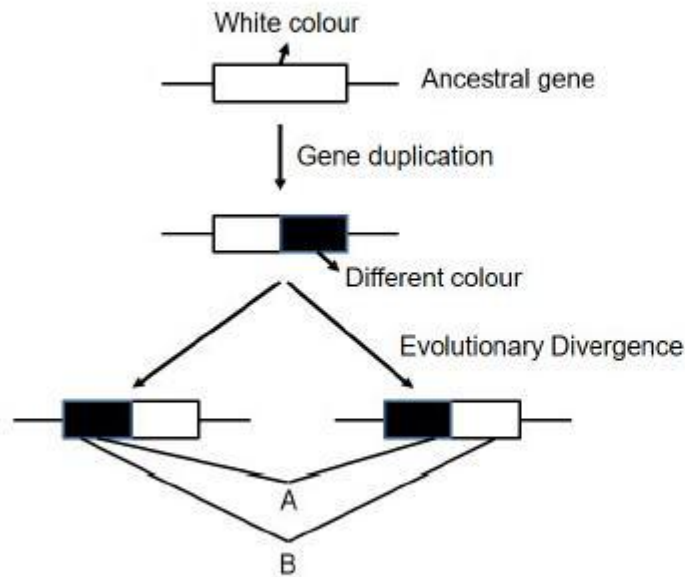 White colour
Ancestral gene
Gene duplication
Different colour
Evolutionary Divergence
A
B